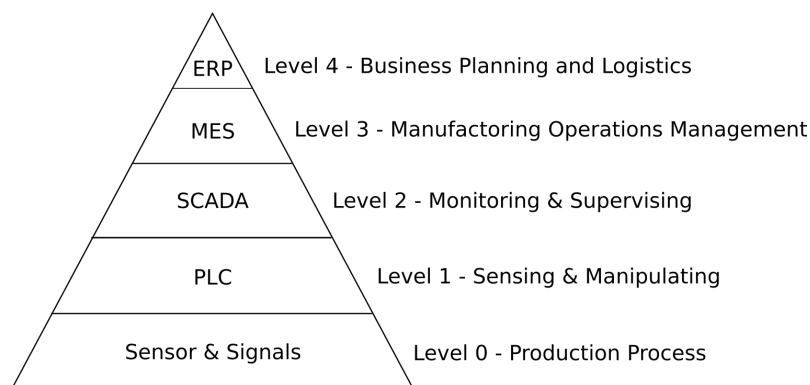 ERP
Level 4 - Business Planning and Logistics
MES
Level 3 - Manufactoring Operations Management
SCADA
Level 2 - Monitoring & Supervising
PLC
Level 1 - Sensing & Manipulating
Sensor & Signals
Level 0 - Production Process